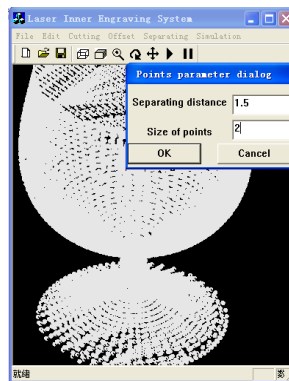 Laser Inner Engraving System
File Edit Cutting Offset Separating Simulation
Points parameter dialog
Separating distance 1.5
Size of points 2
OK Cancel
就绪